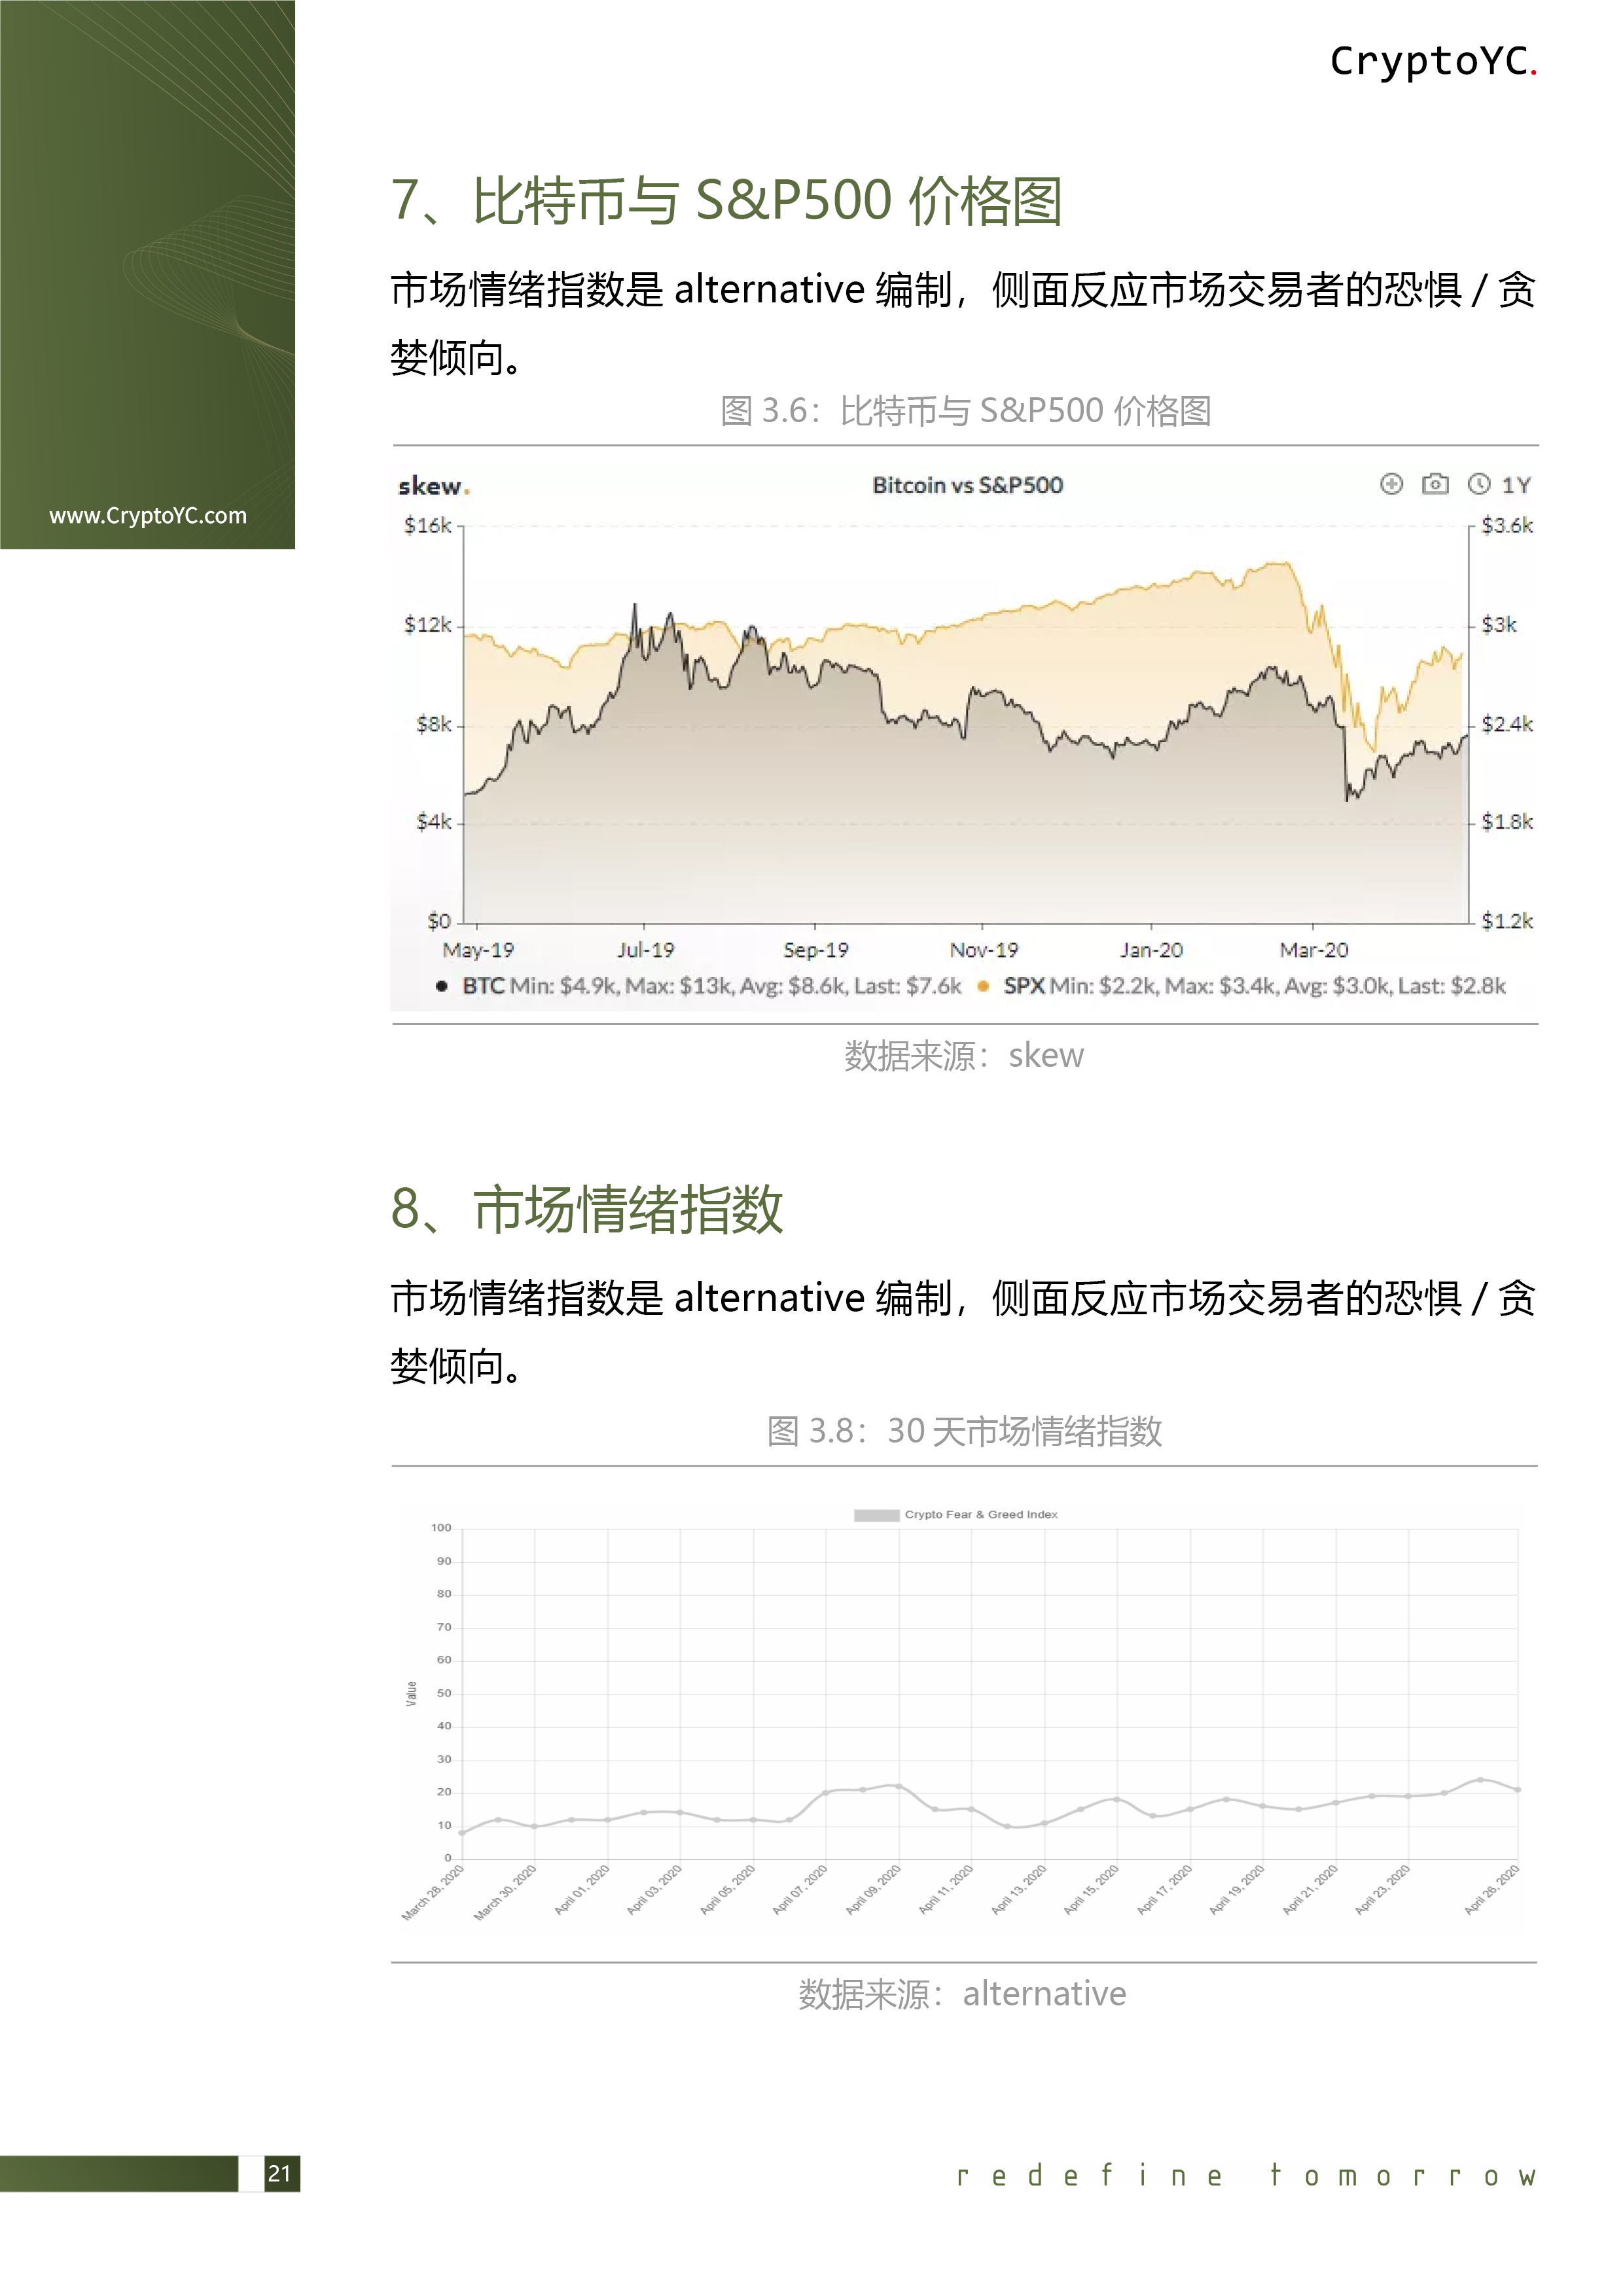 CryptoYC.
www.CryptoYC.com
7、比特币与 S&P500 价格图
市场情绪指数是 alternative 编制，侧面反应市场交易者的恐惧 / 贪
婪倾向。
图 3.6：比特币与 S&P500 价格图
skew.
Bitcoin vs S&P500
1Y
$16k
$12k
$8k
$4k
$0
$3.6k
$3k
$2.4k
$1.8k
$1.2k
May-19 Jul-19 Sep-19 Nov-19 Jan-20 Mar-20
BTC Min: $4.9k, Max: $13k, Avg: $8.6k, Last: $7.6k SPX Min: $2.2k, Max: $3.4k, Avg: $3.0k, Last: $2.8k
数据来源：skew
8、市场情绪指数
市场情绪指数是 alternative 编制，侧面反应市场交易者的恐惧 / 贪
婪倾向。
图 3.8：30 天市场情绪指数
Crypto Fear & Greed Index
Value
100
90
80
70
60
50
40
30
20
10
0
March 28, 2020 March 30, 2020 April 01, 2020 April 03, 2020 April 05, 2020 April 07, 2020 April 09, 2020 April 11, 2020 April 13, 2020 April 15, 2020 April 17, 2020 April 19, 2020 April 21, 2020 April 23, 2020 April 26, 2020
数据来源：alternative
21
redefine tomorrow